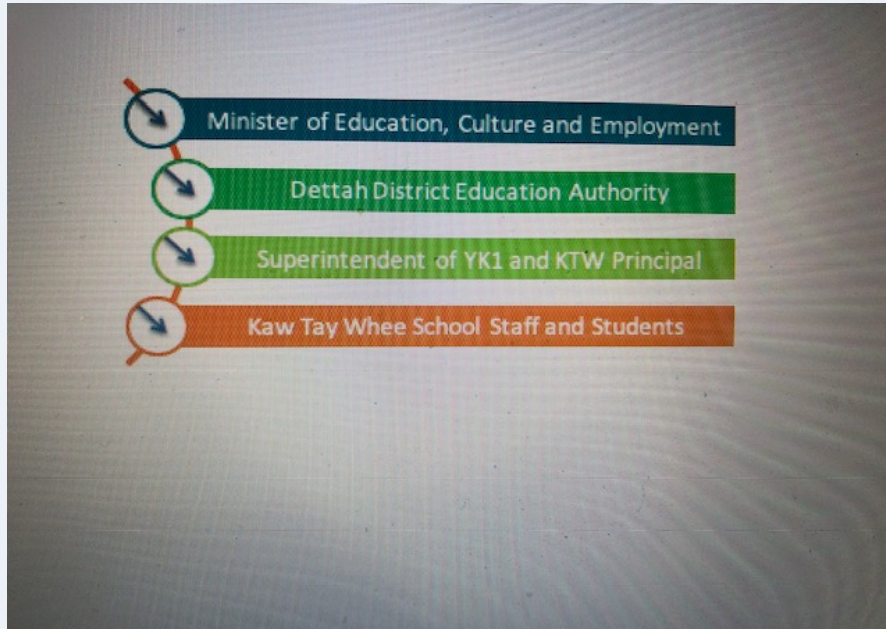 Minister of Education, Culture and Employment
Dettah District Education Authority
Superintendent of YK1 and KTW Principal
Kaw Tay Whee School Staff and Students